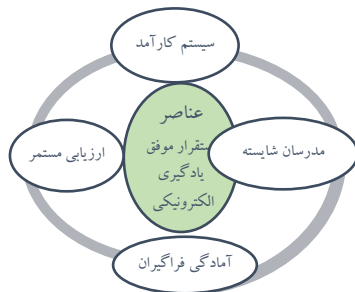 سیستم کارآمد
عناصر
ستقرار موفق
یادگیری
الکترونیکی
مدرسان شایسته
ارزیابی مستمر
آمادگی فراگیران